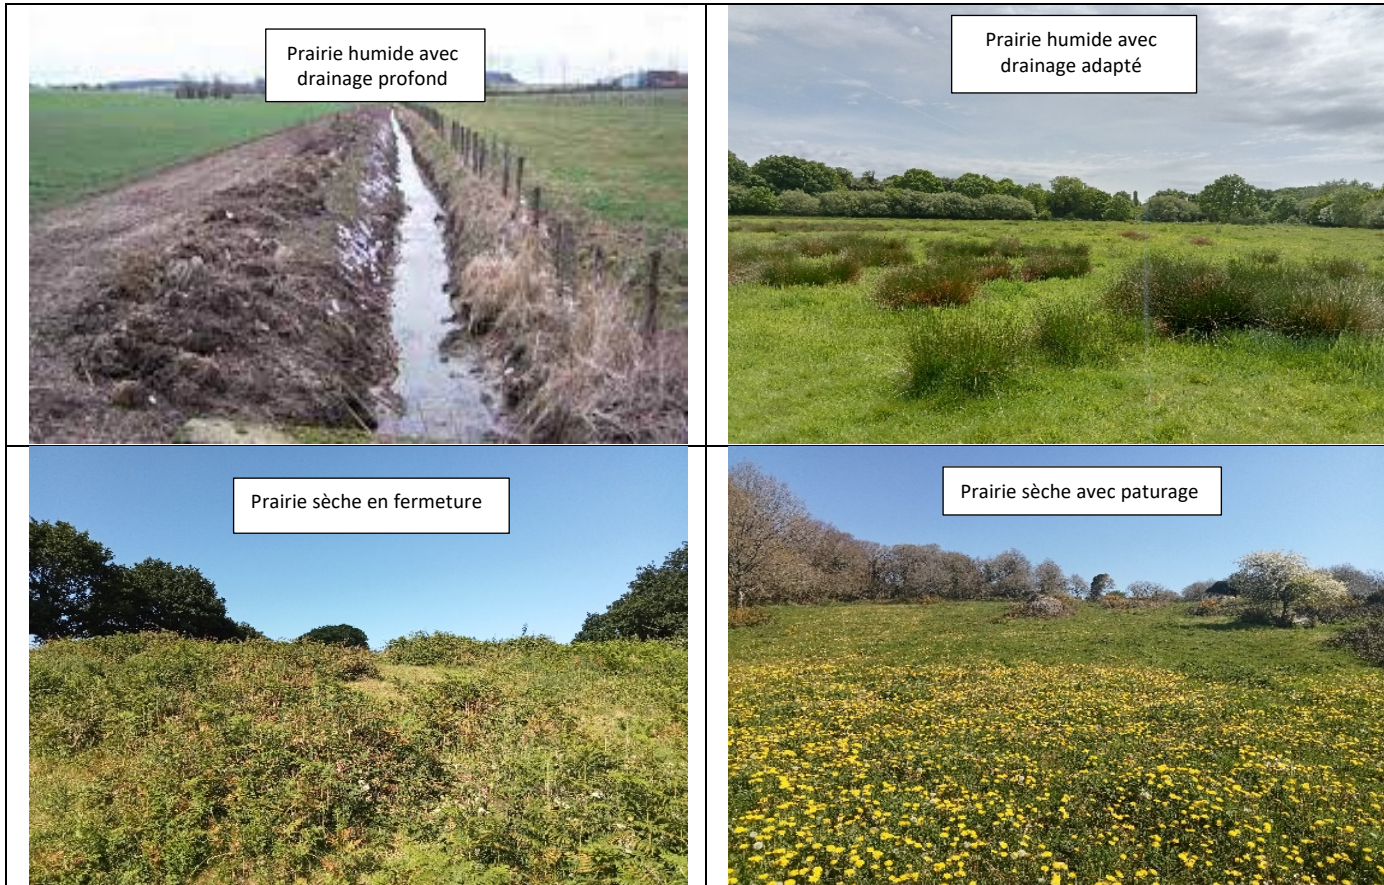 Prairie humide avec
drainage profond
Prairie humide avec
drainage adapté
Prairie sèche en fermeture
Prairie sèche avec paturage